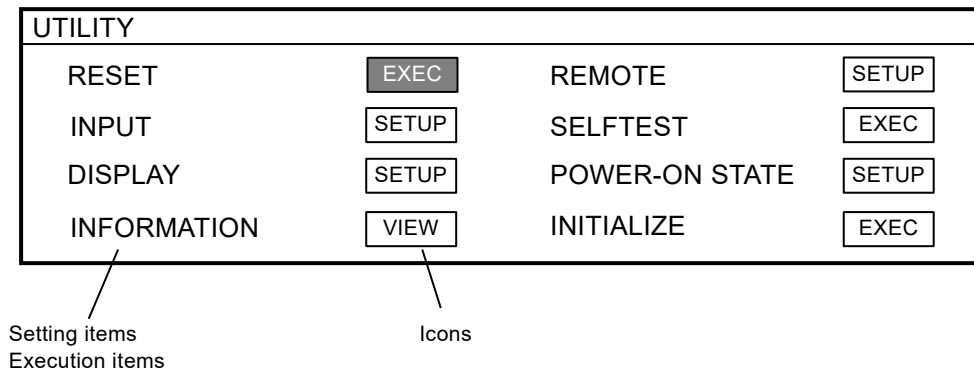 UTILITY
RESET EXEC REMOTE SETUP
INPUT SETUP SELFTEST EXEC
DISPLAY SETUP POWER-ON STATE SETUP
INFORMATION VIEW INITIALIZE EXEC
Setting items Icons
Execution items